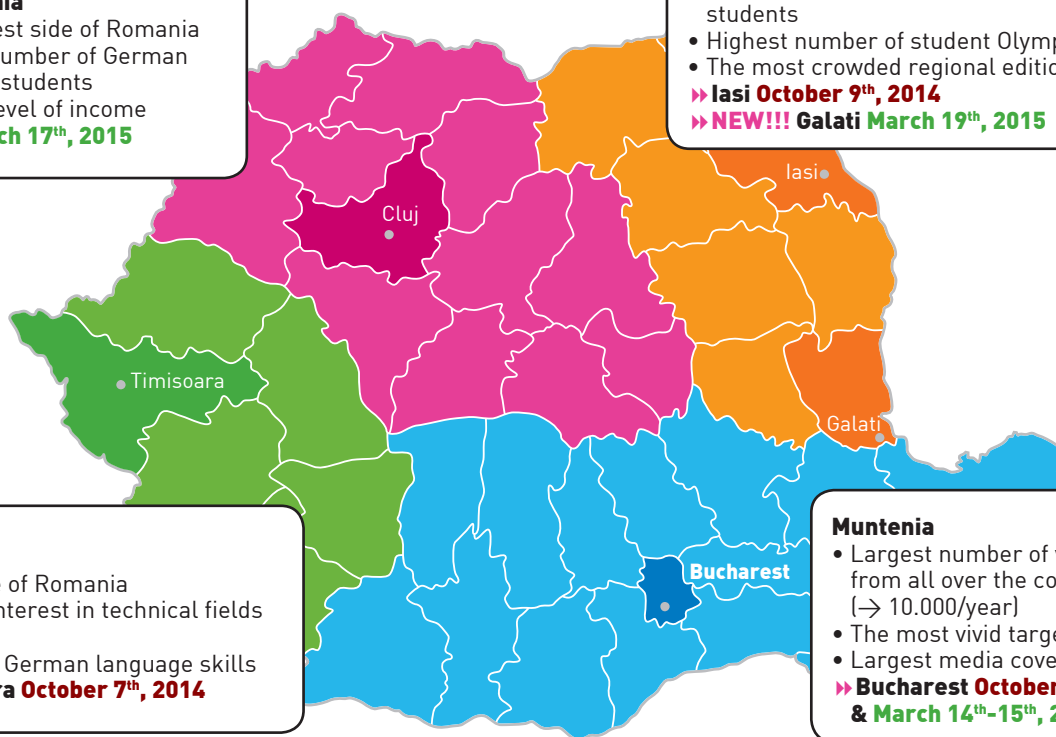 est side of Romania
umber of German
students
evel of income
ch 17th, 2015
students
• Highest number of student Olymp
• The most crowded regional editio
Iasi October 9th, 2014
NEW!!! Galati March 19th, 2015
Iasi
Cluj
Timisoara
Galati
Bucharest
of Romania
nterest in technical fields
German language skills
ra October 7th, 2014
Muntenia
• Largest number of
from all over the co
(→ 10.000/year)
• The most vivid targe
• Largest media cove
Bucharest October
& March 14th-15th, 2